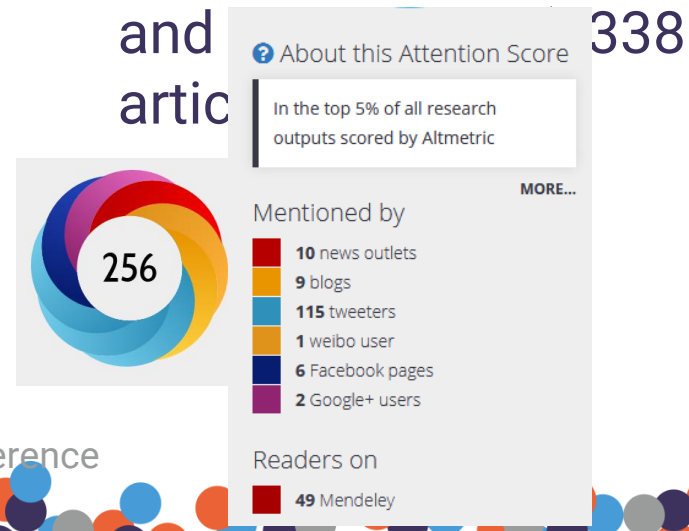 and 338
artic
? About this Attention Score
In the top 5% of all research
outputs scored by Altmetric
MORE...
Mentioned by
256
10 news outlets
9 blogs
115 tweeters
1 weibo user
6 Facebook pages
2 Google+ users
erence
Readers on
49 Mendeley